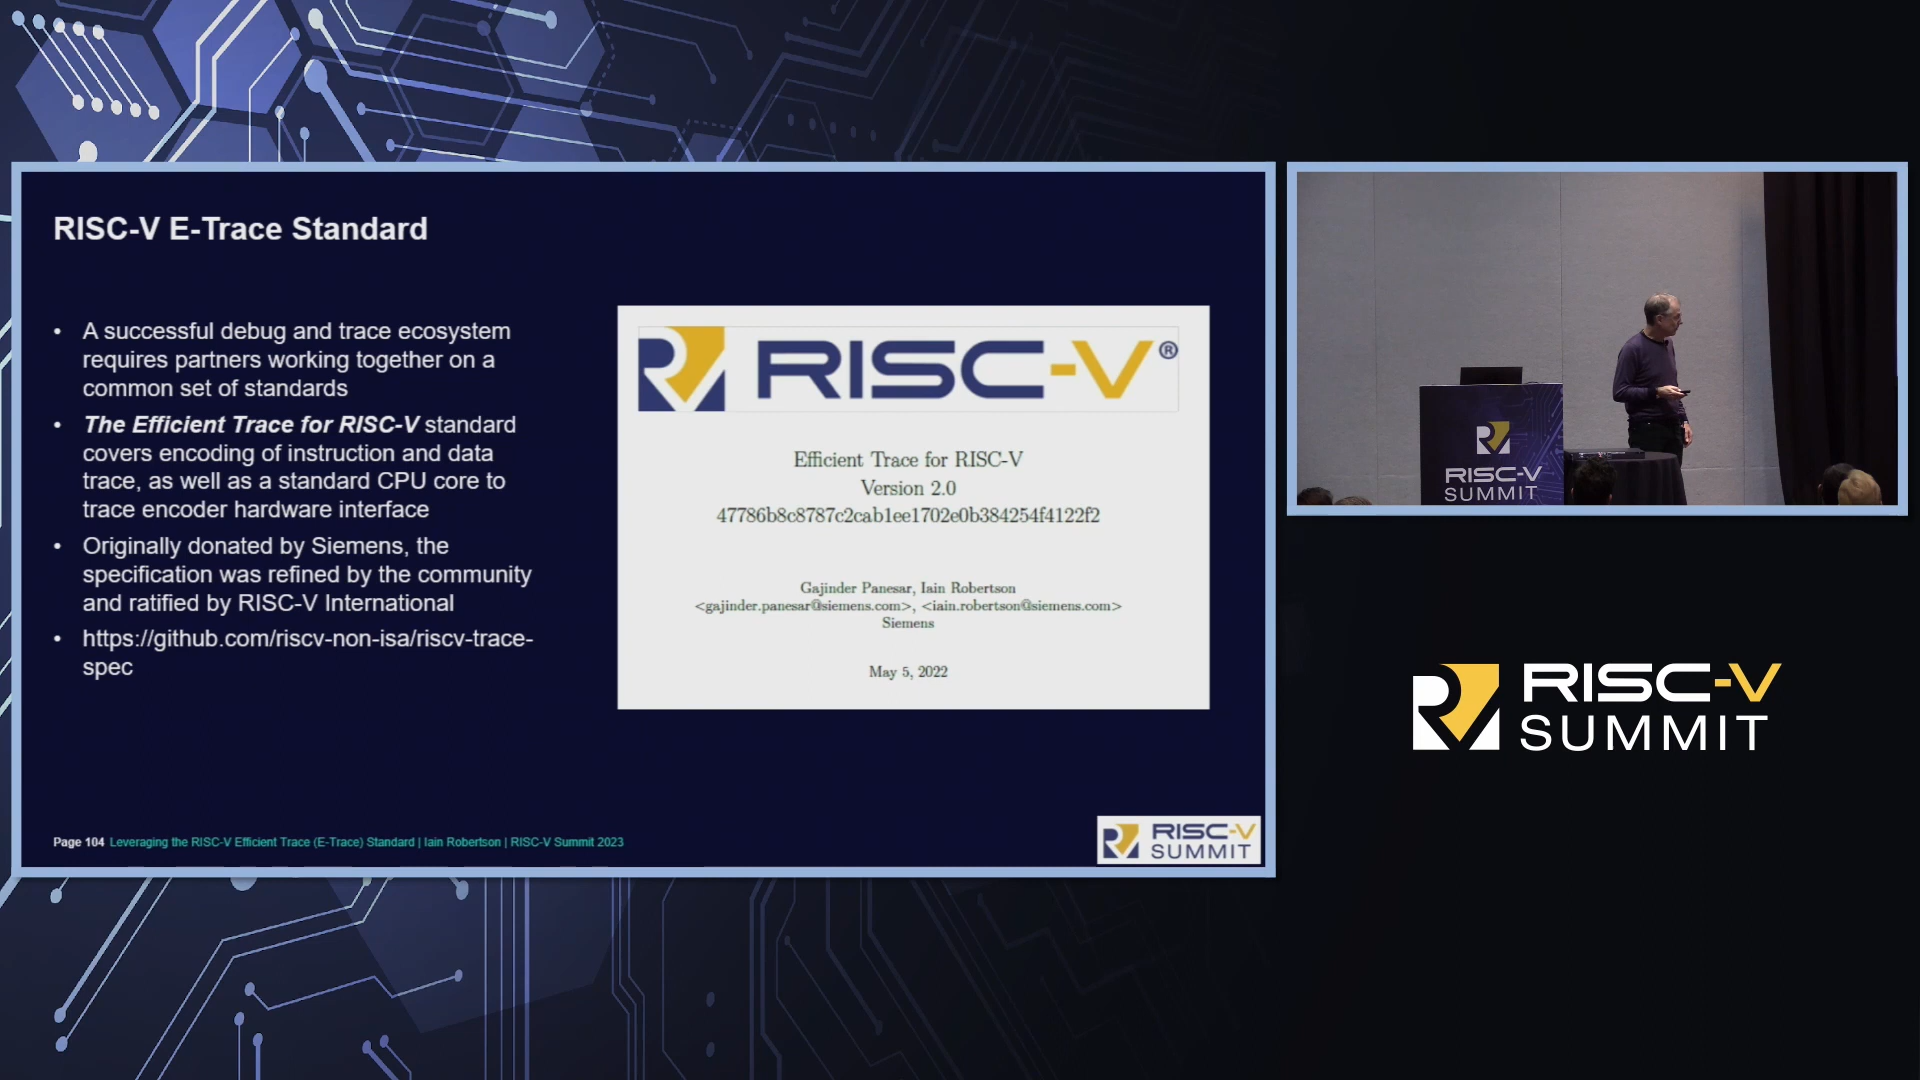 RISC-V E-Trace Standard
• A successful debug and trace ecosystem
requires partners working together on a
common set of standards
• The Efficient Trace for RISC-V standard
covers encoding of instruction and data
trace, as well as a standard CPU core to
trace encoder hardware interface
• Originally donated by Siemens, the
specification was refined by the community
and ratified by RISC-V International
• https://github.com/riscv-non-isa/riscv-trace-
spec
RISC-V®
Efficient Trace for RISC-V
Version 2.0
47786b8c8787c2cab1ee1702e0b384254f4122f2
Gajinder Panesar, Iain Robertson
<gajinder.panesar@siemens.com>, <iain.robertson@siemens.com>
Siemens
May 5, 2022
Page 104 Leveraging the RISC-V Efficient Trace (E-Trace) Standard | Iain Robertson | RISC-V Summit 2023
RISC-V
SUMMIT
RISC-V
SUMMIT
RISC-V
SUMMIT